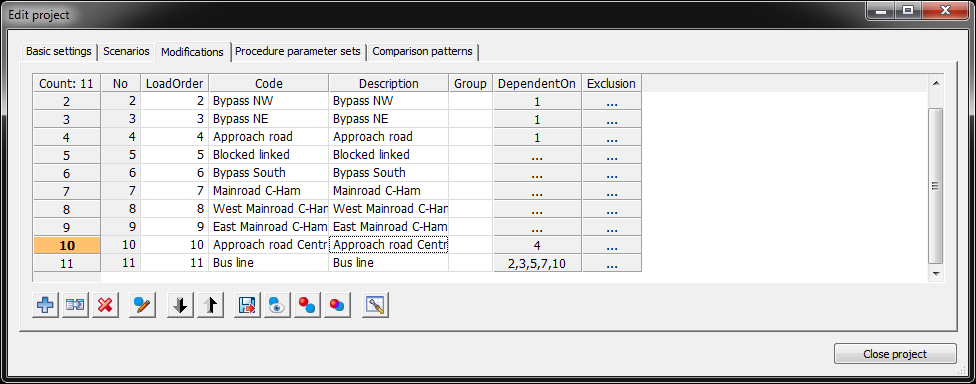 Edit project
Basic settings Scenarios Modifications Procedure parameter sets Comparison patterns
Count: 11 No LoadOrder Code Description Group DependentOn Exclusion
2 2 2 Bypass NW Bypass NW 1 ...
3 3 3 Bypass NE Bypass NE 1 ...
4 4 4 Approach road Approach road 1 ...
5 5 5 Blocked linked Blocked linked ... ...
6 6 6 Bypass South Bypass South ... ...
7 7 7 Mainroad C-Ham Mainroad C-Ham ... ...
8 8 8 West Mainroad C-Har West Mainroad C-Har ... ...
9 9 9 East Mainroad C-Ham East Mainroad C-Ham ... ...
10 10 10 Approach road Centr Approach road Centr 4 ...
11 11 11 Bus line Bus line 2,3,5,7,10 ...
Close project